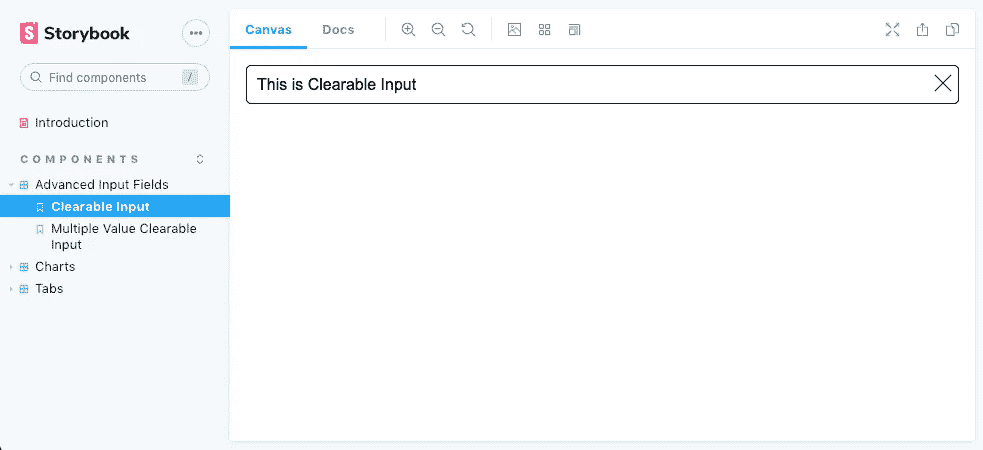 Storybook
Find components
/
Introduction
COMPONENTS
Advanced Input Fields
Clearable Input
Multiple Value Clearable
Input
Charts
Tabs
Canvas
Docs
This is Clearable Input